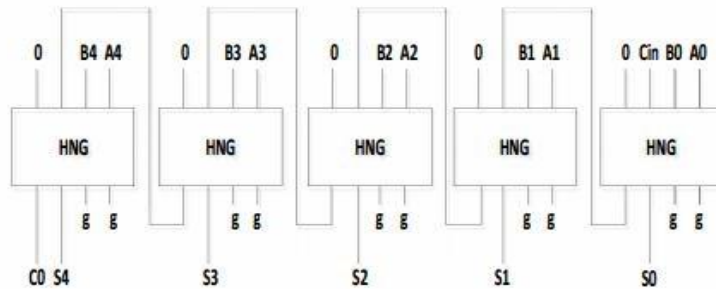 0 B4 A4 0 B3 A3 0 B2 A2 0 B1 A1 0 Cin B0 A0
HNG HNG HNG HNG HNG
g g g g g g g g g g
C0 S4 S3 S2 S1 S0